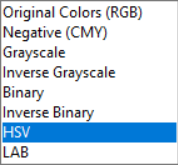 Original Colors (RGB)
Negative (CMY)
Grayscale
Inverse Grayscale
Binary
Inverse Binary
HSV
LAB